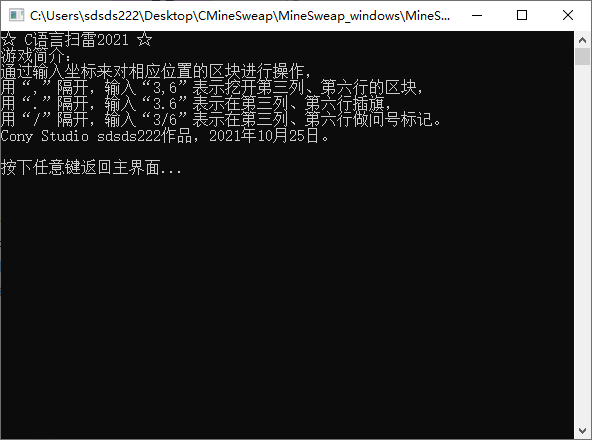 C:\Users\sdsds222\Desktop\CMineSweap\MineSweap_windows\MineS...
☆ C语言扫雷2021 ☆
游戏简介：
通过输入坐标来对相应位置的区块进行操作，
用“,”隔开，输入“3,6”表示挖开第三列、第六行的区块，
用“.”隔开，输入“3.6”表示在第三列、第六行插旗，
用“/”隔开，输入“3/6”表示在第三列、第六行做问号标记。
Cony Studio sdsds222作品，2021年10月25日。
按下任意键返回主界面...